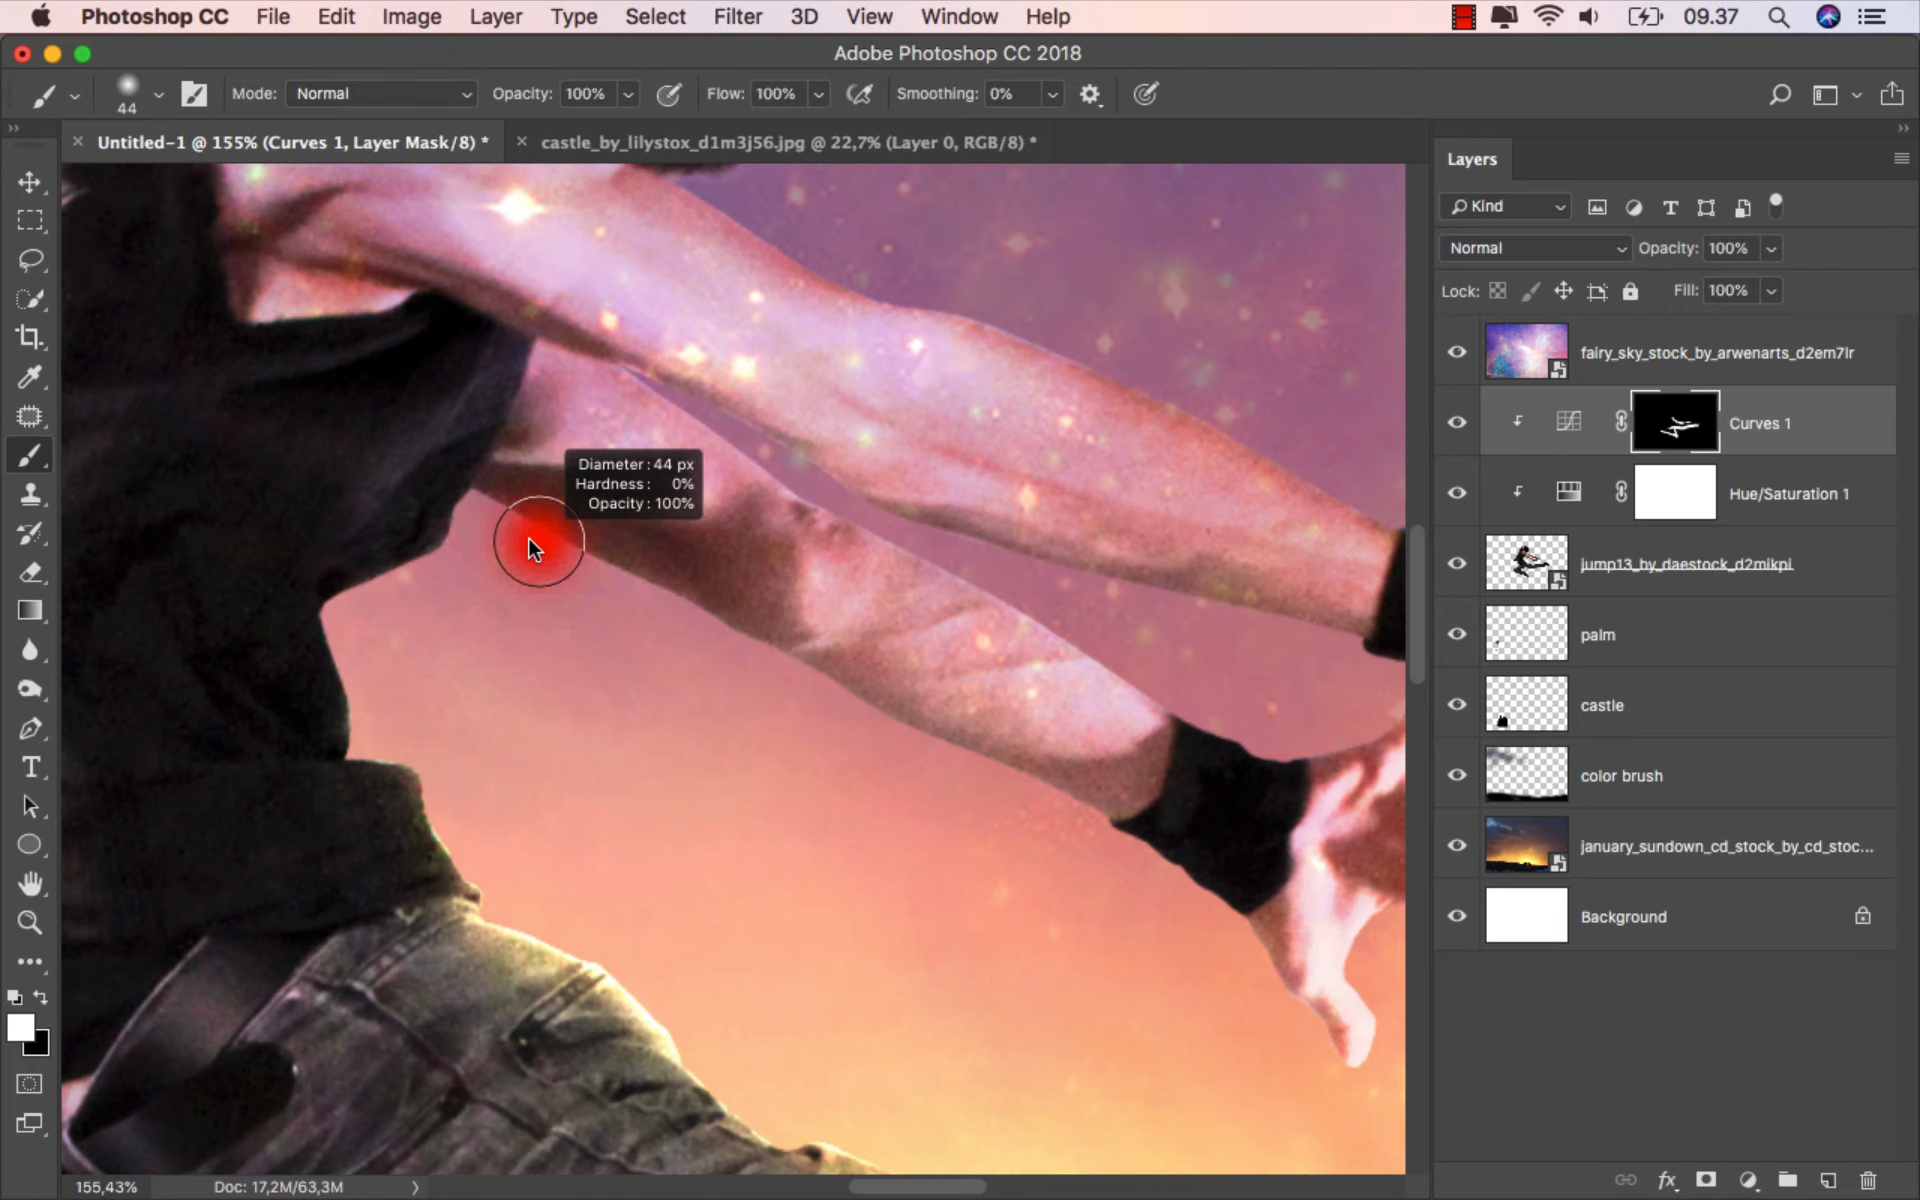 Photoshop CC File Edit Image Layer Type Select Filter 3D View Window Help 09.37
Adobe Photoshop CC 2018
44 Mode: Normal Opacity: 100% Flow: 100% Smoothing: 0%
Untitled-1 @ 155% (Curves 1, Layer Mask/8) * castle_by_lilystox_d1m3j56.jpg @ 22,7% (Layer 0, RGB/8) *
Layers
Kind
Normal Opacity: 100%
Lock: Fill: 100%
fairy_sky_stock_by_arwenarts_d2em7lr
Curves 1
Diameter: 44 px
Hardness: 0%
Opacity: 100%
Hue/Saturation 1
jump13_by_daestock_d2mlkpi
palm
castle
color brush
january_sundown_cd_stock_by_cd_stoc...
Background
155,43% Doc: 17,2M/63,3M